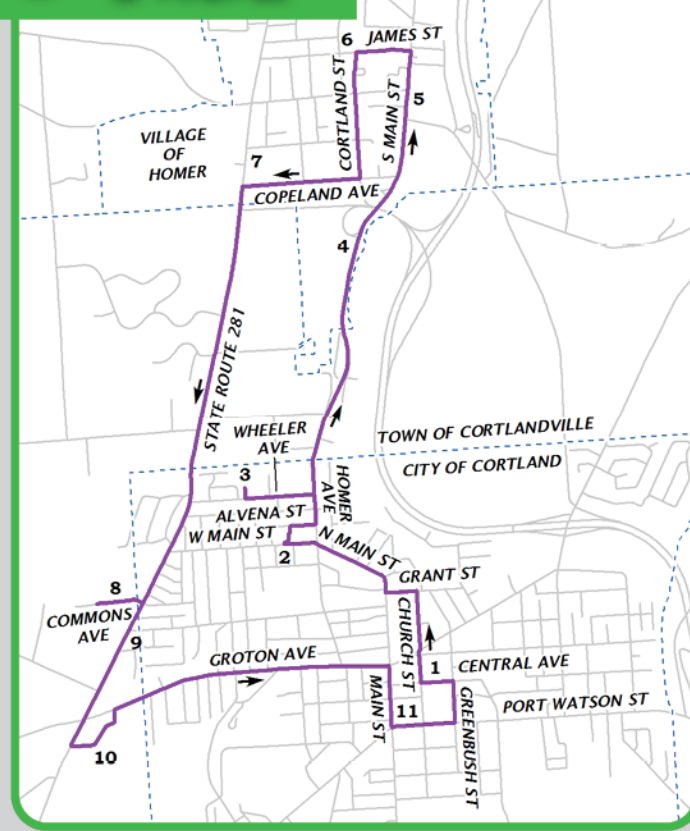 6
JAMES ST
CORTLAND ST
S MAIN ST
5
VILLAGE
OF
HOMER
7
COPELAND AVE
4
STATE ROUTE 281
WHEELER
AVE
TOWN OF CORTLANDVILLE
CITY OF CORTLAND
3
HOMER
AVE
ALVENA ST
W MAIN ST
2
N MAIN ST
GRANT ST
8
COMMONS
AVE
9
CHURCH ST
GROTON AVE
1
CENTRAL AVE
MAIN ST
11
GREENBUSH ST
PORT WATSON ST
10